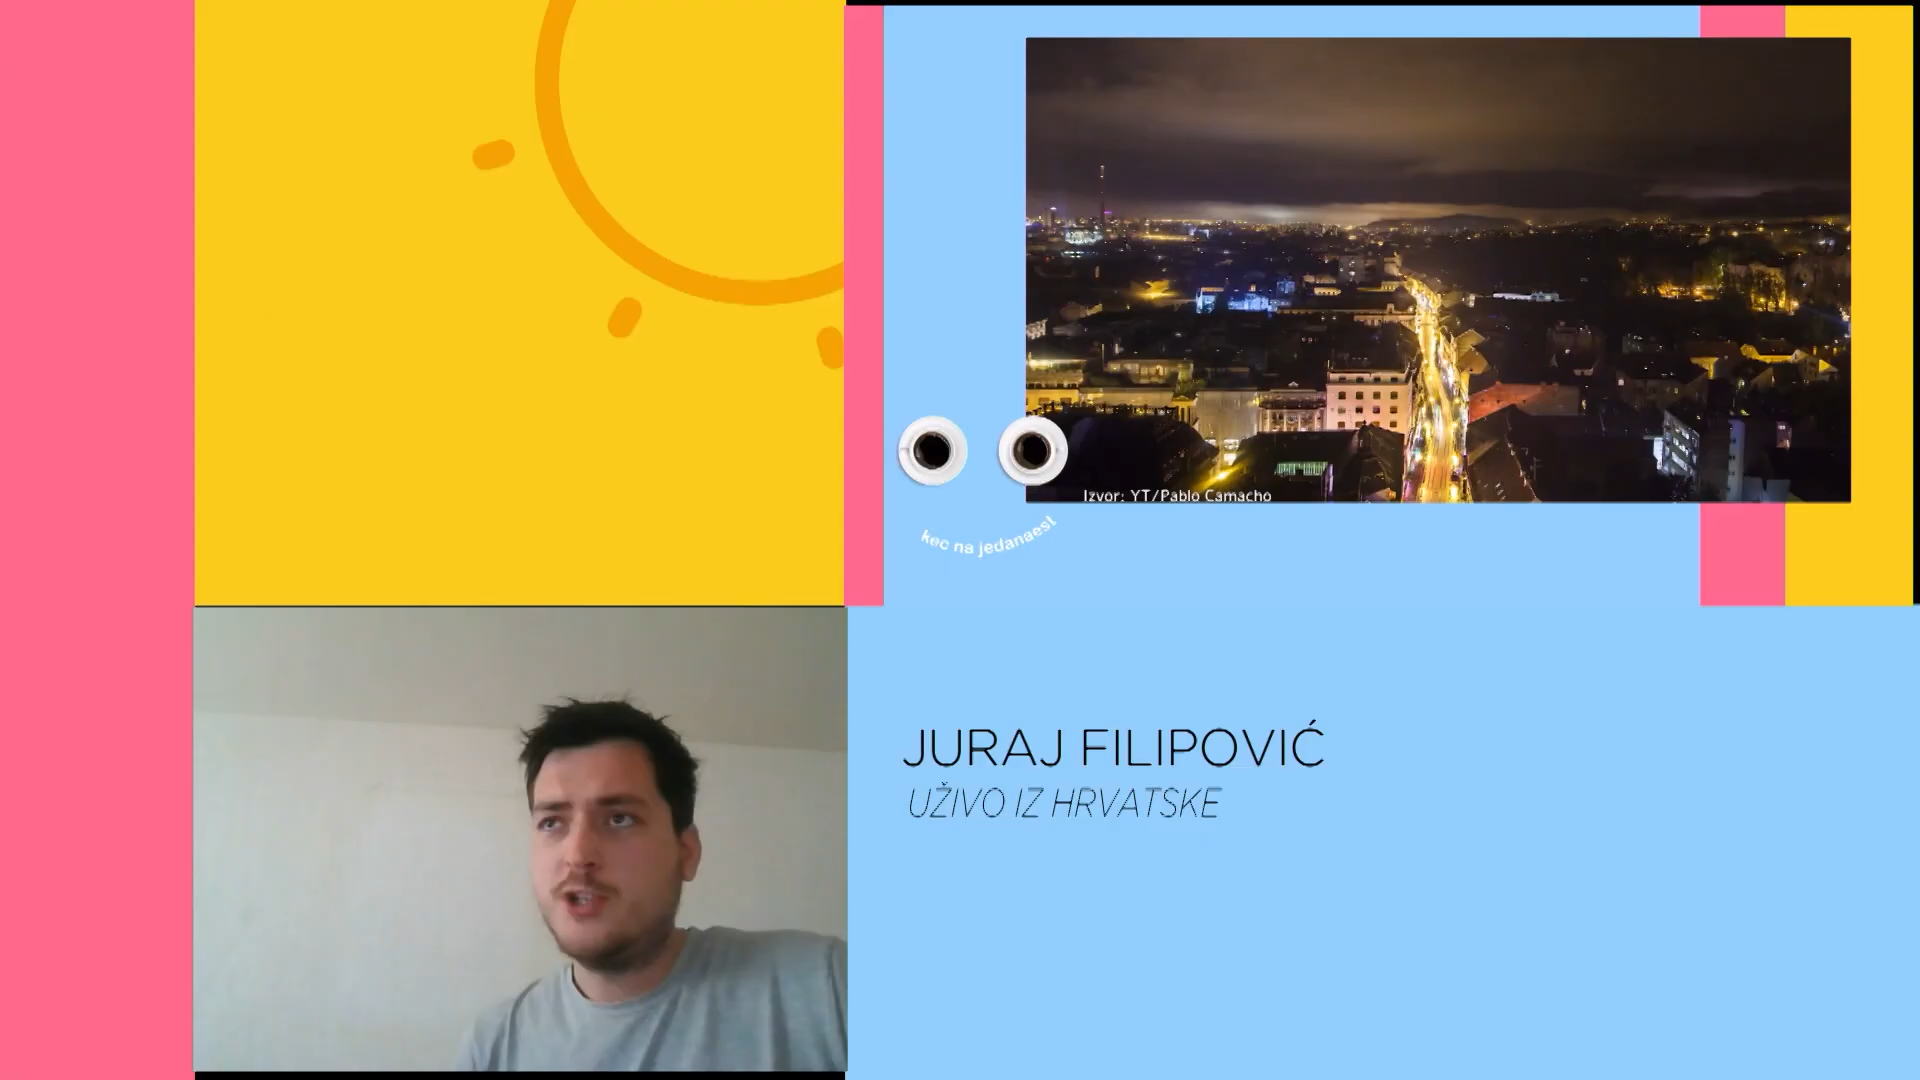 Izvor: YT/Pablo Camacho
kec na jedanaest
JURAJ FILIPOVIĆ
UŽIVO IZ HRVATSKE